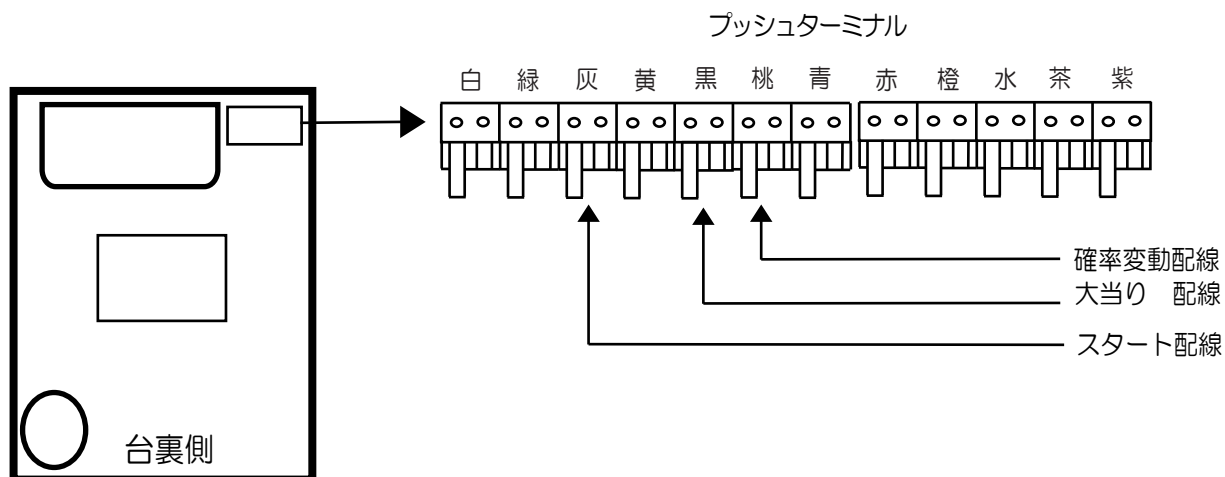 プッシュターミナル
白 緑 灰 黄 黒 桃 青 赤 橙 水 茶 紫
確率変動配線
大当り　配線
スタート配線
台裏側